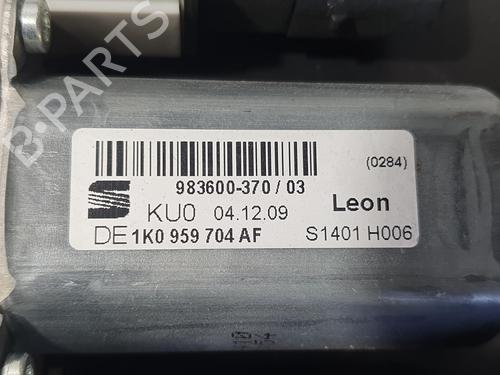 B-PARTS
(0284)
983600-370 / 03
KU0 04.12.09 Leon
DE 1K0 959 704 AF S1401 H006